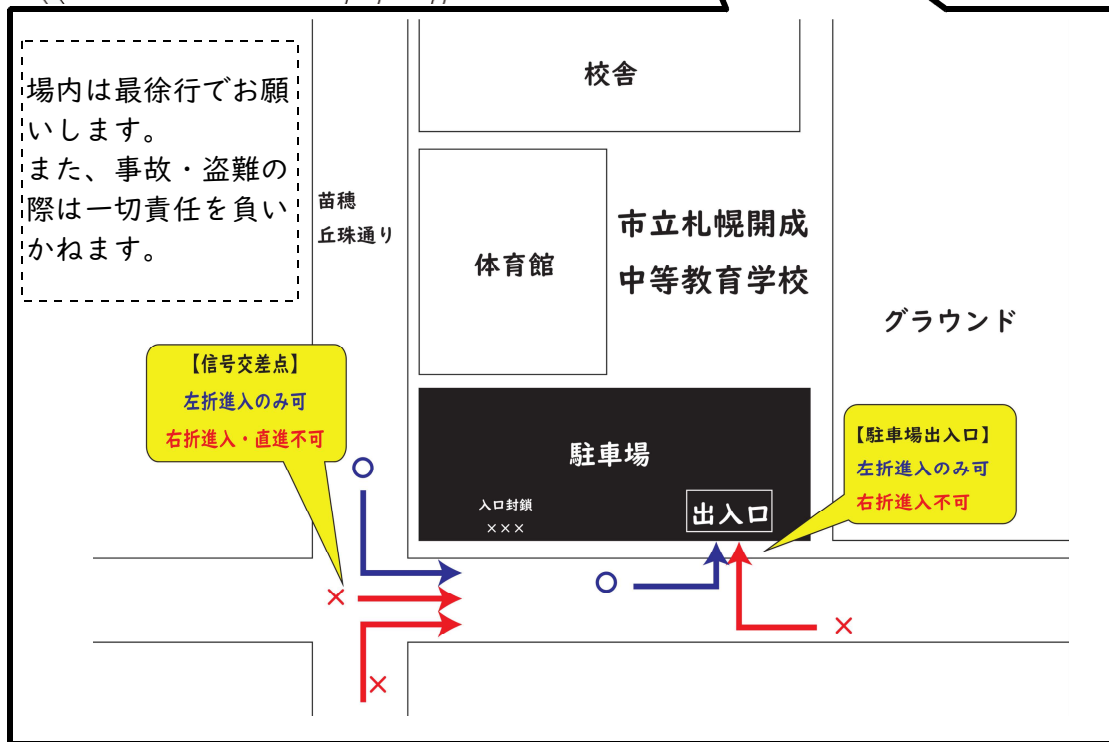 場内は最徐行でお願
いします。
また、事故・盗難の
際は一切責任を負い
かねます。
校舎
苗穂
丘珠通り
体育館
市立札幌開成
中等教育学校
グラウンド
【信号交差点】
左折進入のみ可
右折進入・直進不可
駐車場
入口封鎖
×××
出入口
【駐車場出入口】
左折進入のみ可
右折進入不可